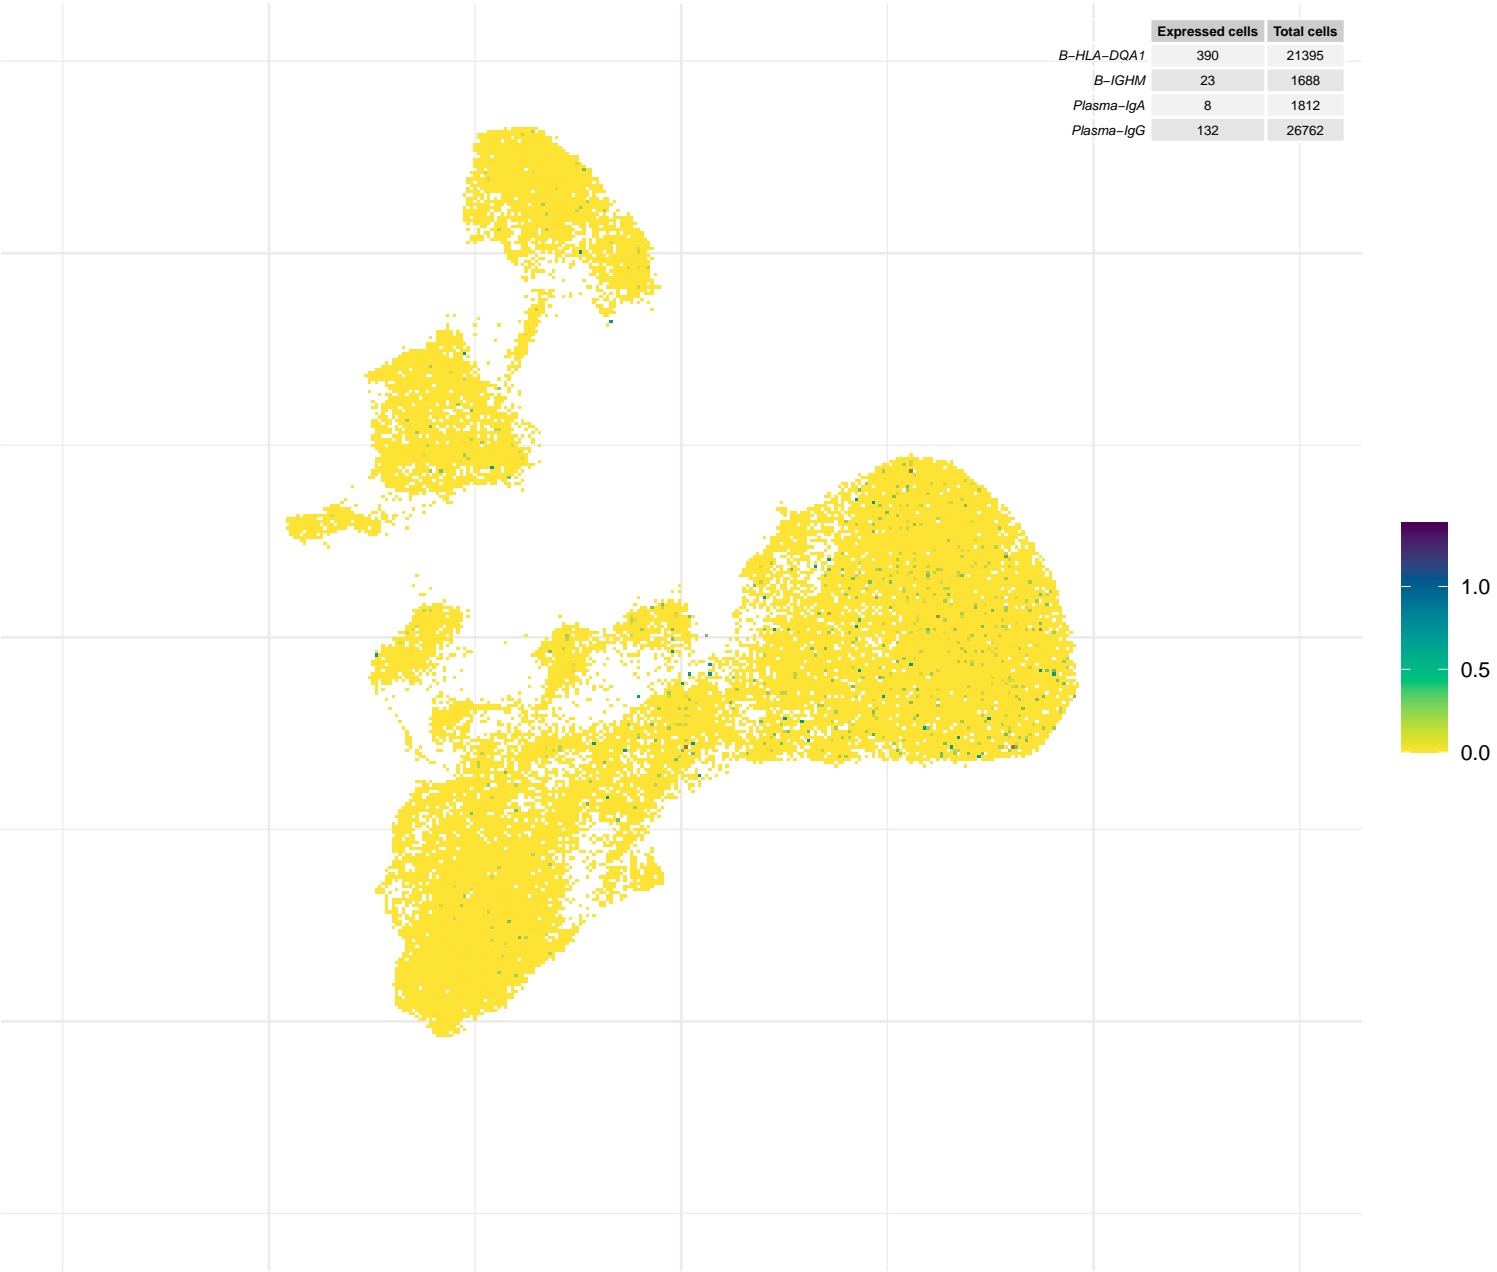 Expressed cells Total cells
B−HLA−DQA1 390 21395
B−IGHM 23 1688
Plasma−IgA 8 1812
Plasma−IgG 132 26762
1.0
0.5
0.0